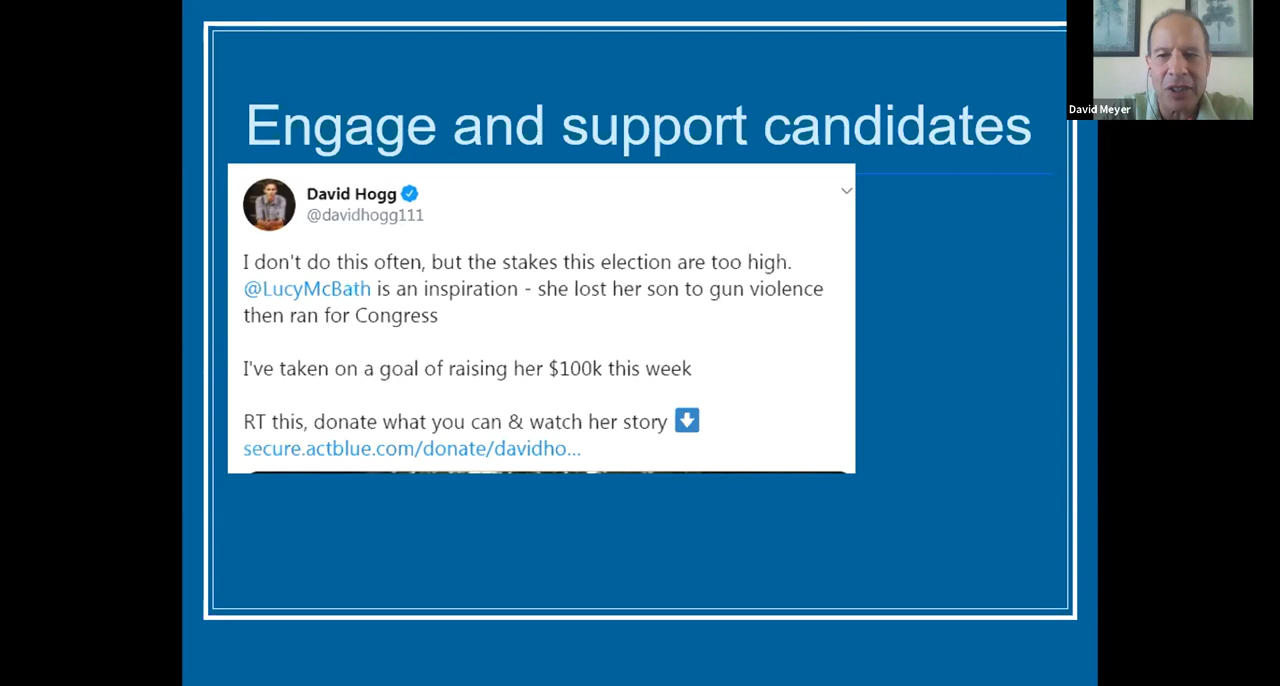 Engage and support candidates
David Hogg
@davidhogg111
I don't do this often, but the stakes this election are too high.
@LucyMcBath is an inspiration - she lost her son to gun violence
then ran for Congress
I've taken on a goal of raising her $100k this week
RT this, donate what you can & watch her story
secure.actblue.com/donate/davidho...
David Meyer